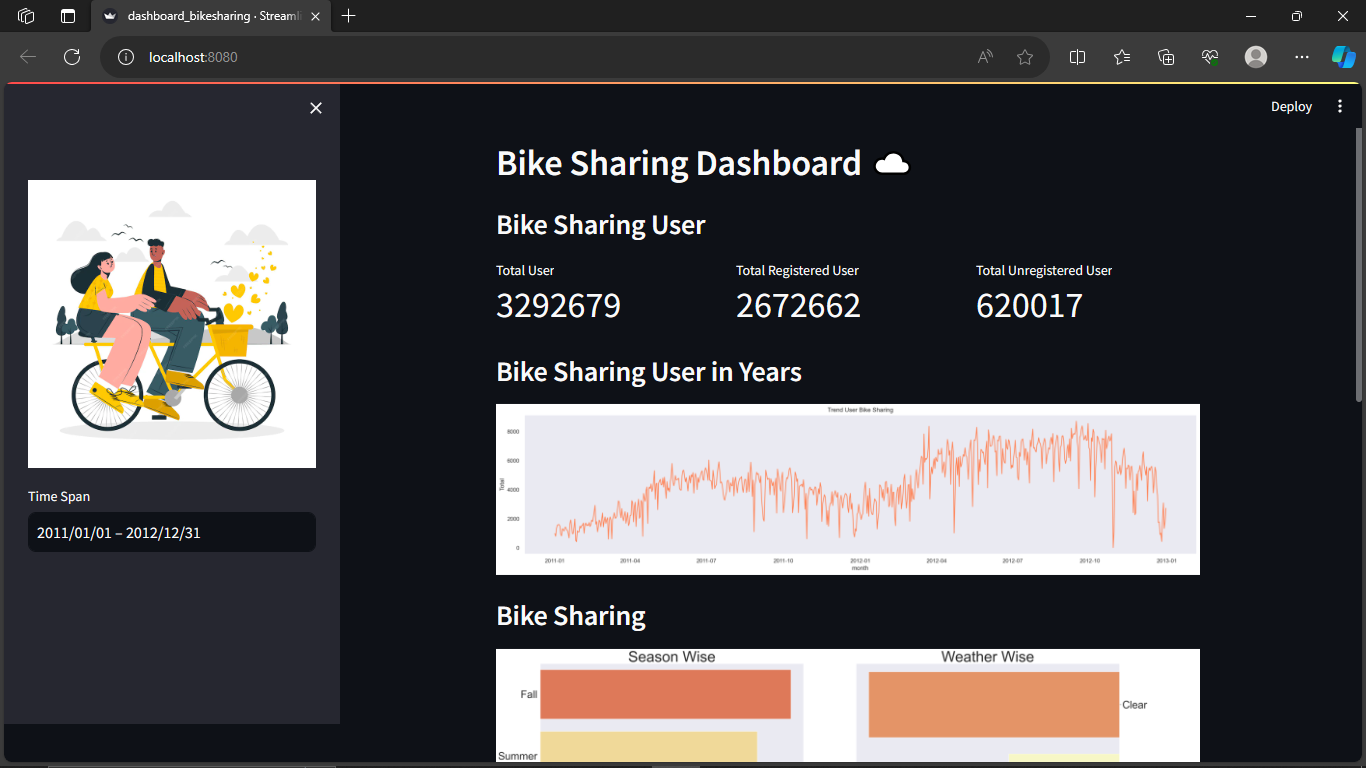 dashboard_bikesharing · Streamli
localhost:8080
Deploy
Bike Sharing Dashboard
Bike Sharing User
Total User
Total Registered User
Total Unregistered User
3292679
2672662
620017
Bike Sharing User in Years
Trend User Bike Sharing
8000
6000
4000
2000
0
Total
2011-01
2011-04
2011-07
2011-10
2012-01
2012-04
2012-07
2012-10
2013-01
month
Time Span
2011/01/01 – 2012/12/31
Bike Sharing
Season Wise
Fall
Summer
Weather Wise
Clear